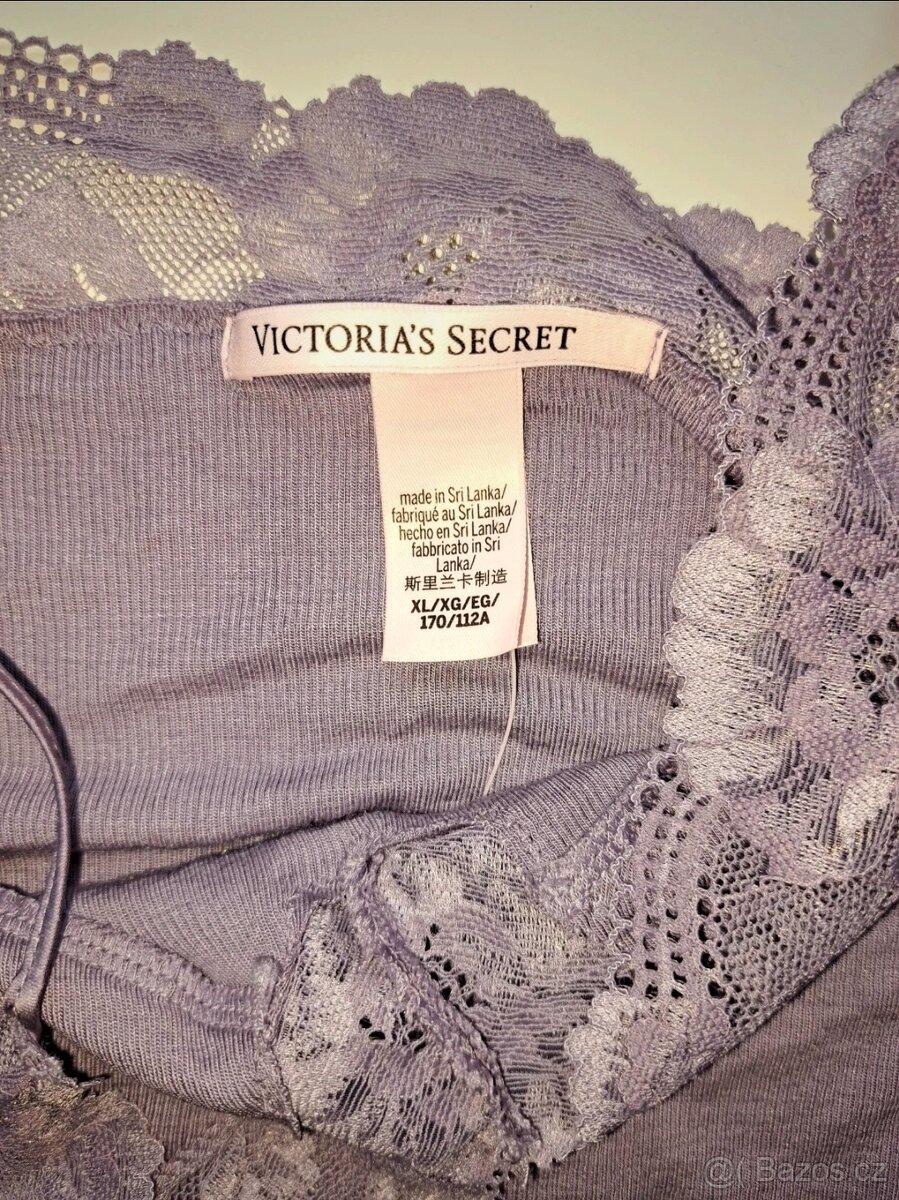 VICTORIA'S SECRET
made in Sri Lanka/
fabriqué au Sri Lanka/
hecho en Sri Lanka/
fabbricato in Sri
Lanka/
斯里兰卡制造
XL/XG/EG/
170/112A
@( Bazos.cz